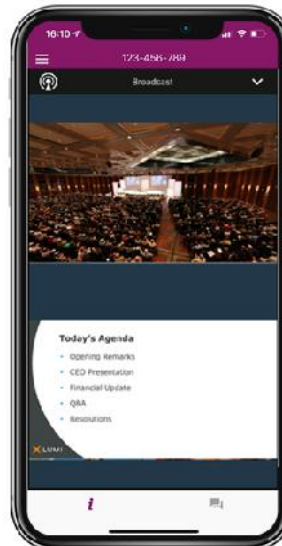 16:10
123-456-789
Broadcast
Today's Agenda
• Opening Remarks
• CEO Presentation
• Financial Update
• Q&A
• Resolutions
LUMI
i